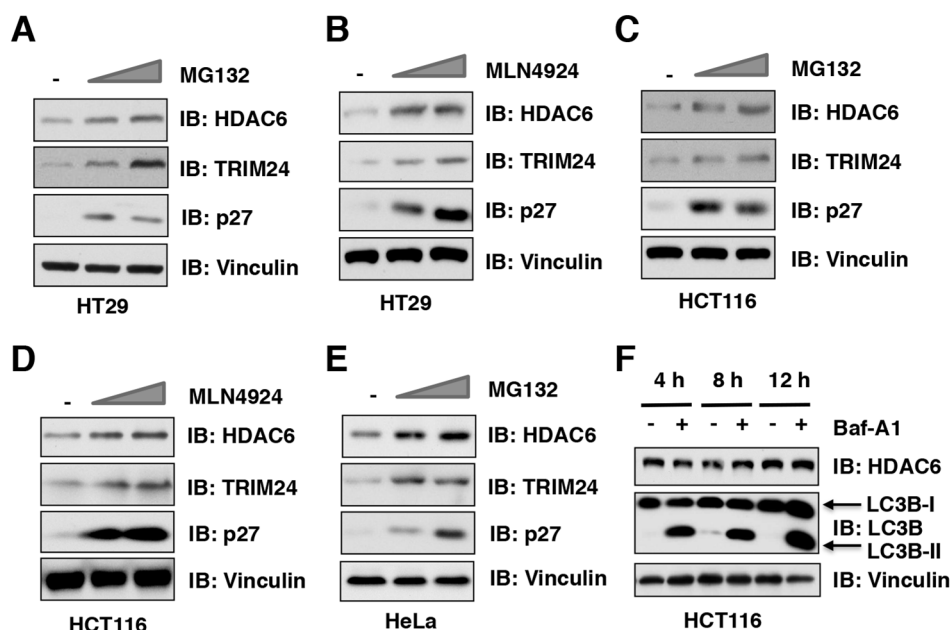 A
- MG132
IB: HDAC6
IB: TRIM24
IB: p27
IB: Vinculin
HT29
B
- MLN4924
IB: HDAC6
IB: TRIM24
IB: p27
IB: Vinculin
HT29
C
- MG132
IB: HDAC6
IB: TRIM24
IB: p27
IB: Vinculin
HCT116
D
- MLN4924
IB: HDAC6
IB: TRIM24
IB: p27
IB: Vinculin
HCT116
E
- MG132
IB: HDAC6
IB: TRIM24
IB: p27
IB: Vinculin
HeLa
F
4 h 8 h 12 h
- + - + - + Baf-A1
IB: HDAC6
LC3B-I
IB: LC3B
LC3B-II
IB: Vinculin
HCT116